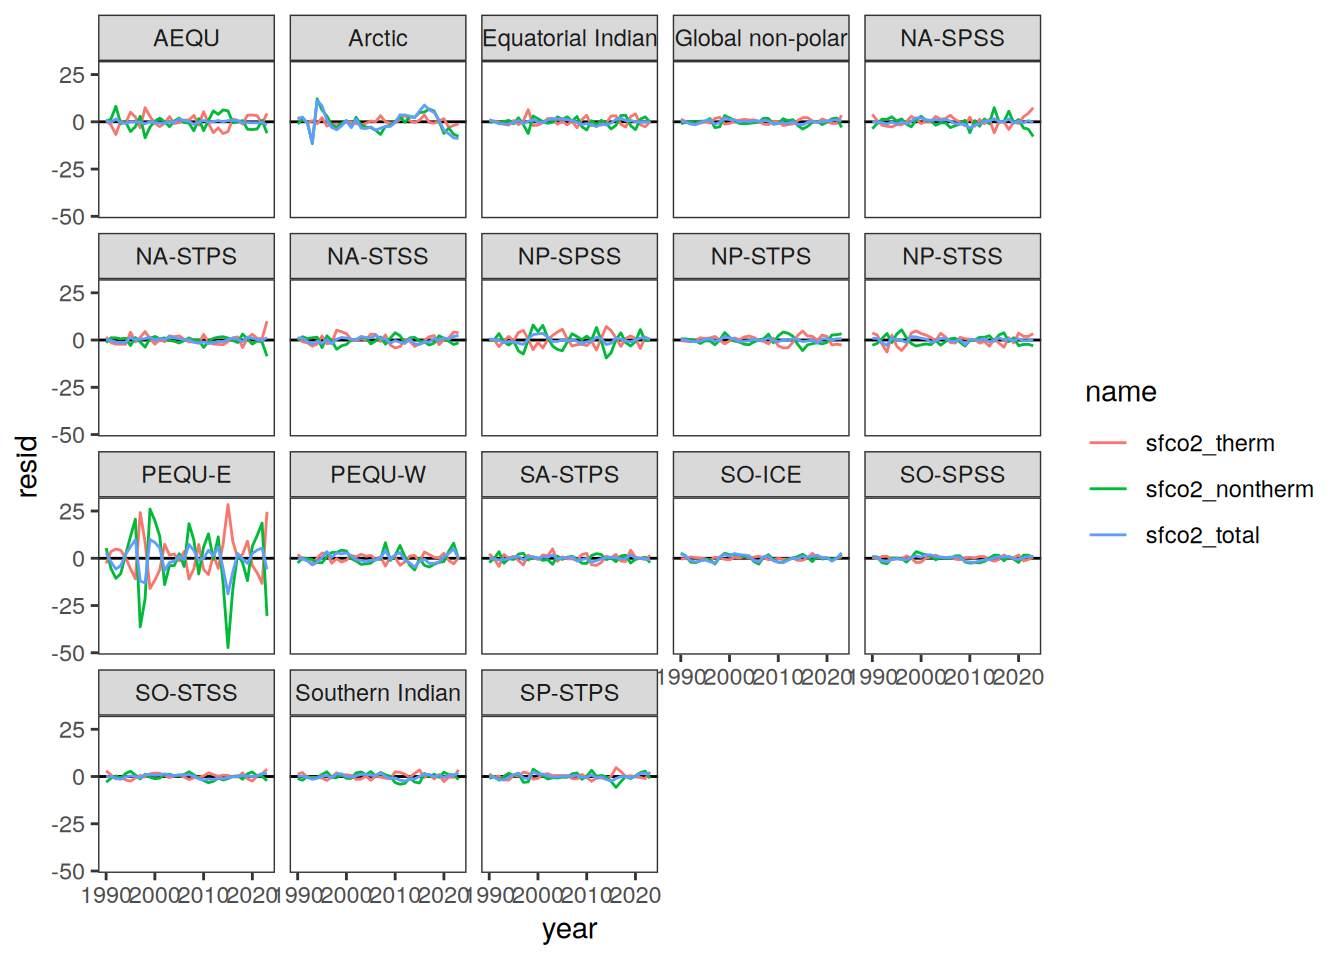 AEQU Arctic Equatorial Indian Global non-polar NA-SPSS
25
0
-25
-50
NA-STPS NA-STSS NP-SPSS NP-STPS NP-STSS
25
0
-25
-50
PEQU-E PEQU-W SA-STPS SO-ICE SO-SPSS
25
0
-25
-50
1990 2000 2010 2020 1990 2000 2010 2020
SO-STSS Southern Indian SP-STPS
25
0
-25
-50
1990 2000 2010 2020 1990 2000 2010 2020 1990 2000 2010 2020
year
resid
name
sfco2_therm
sfco2_nontherm
sfco2_total